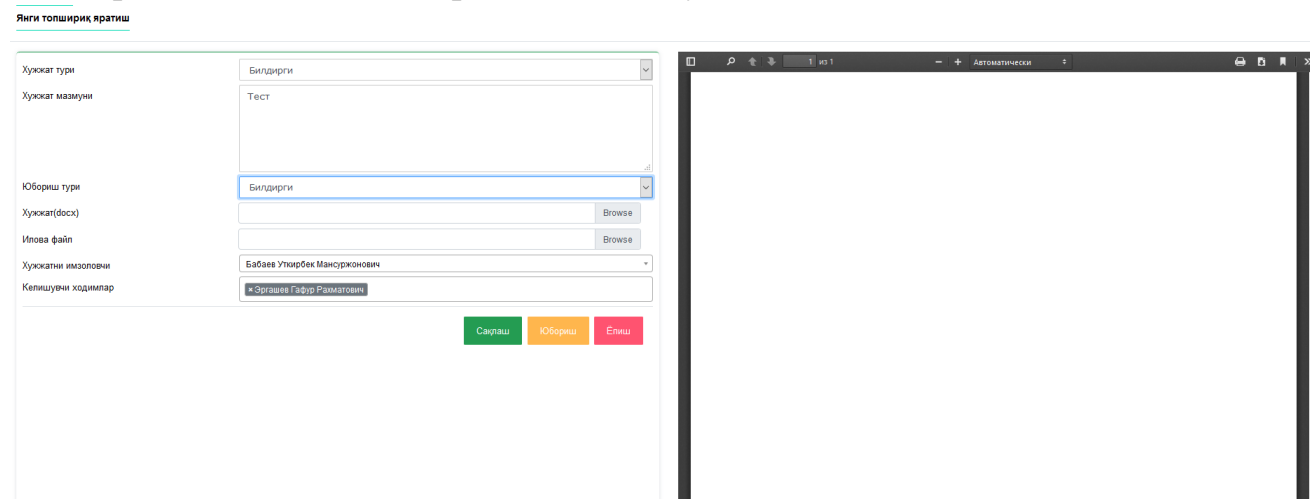 Янги топшириқ яратиш
Хужжат тури
Билдирги
Хужжат мазмуни
Тест
Юбориш тури
Билдирги
Хужжат(docx)
Browse
Илова файл
Browse
Хужжатни имзоловчи
Бабаев Уткирбек Мансуржонович
Келишувчи ходимлар
× Эргашев Гафур Рахматович
Сақлаш Юбориш Ёпиш
1 из 1
Автоматически